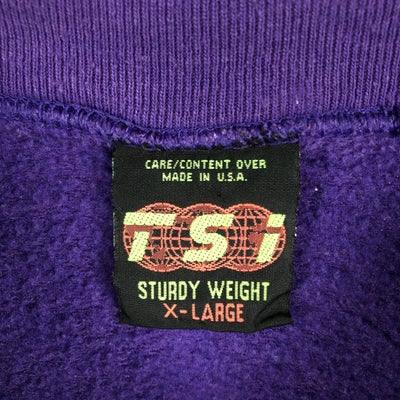 CARE/CONTENT OVER
MADE IN U.S.A.
TSi
STURDY WEIGHT
X-LARGE